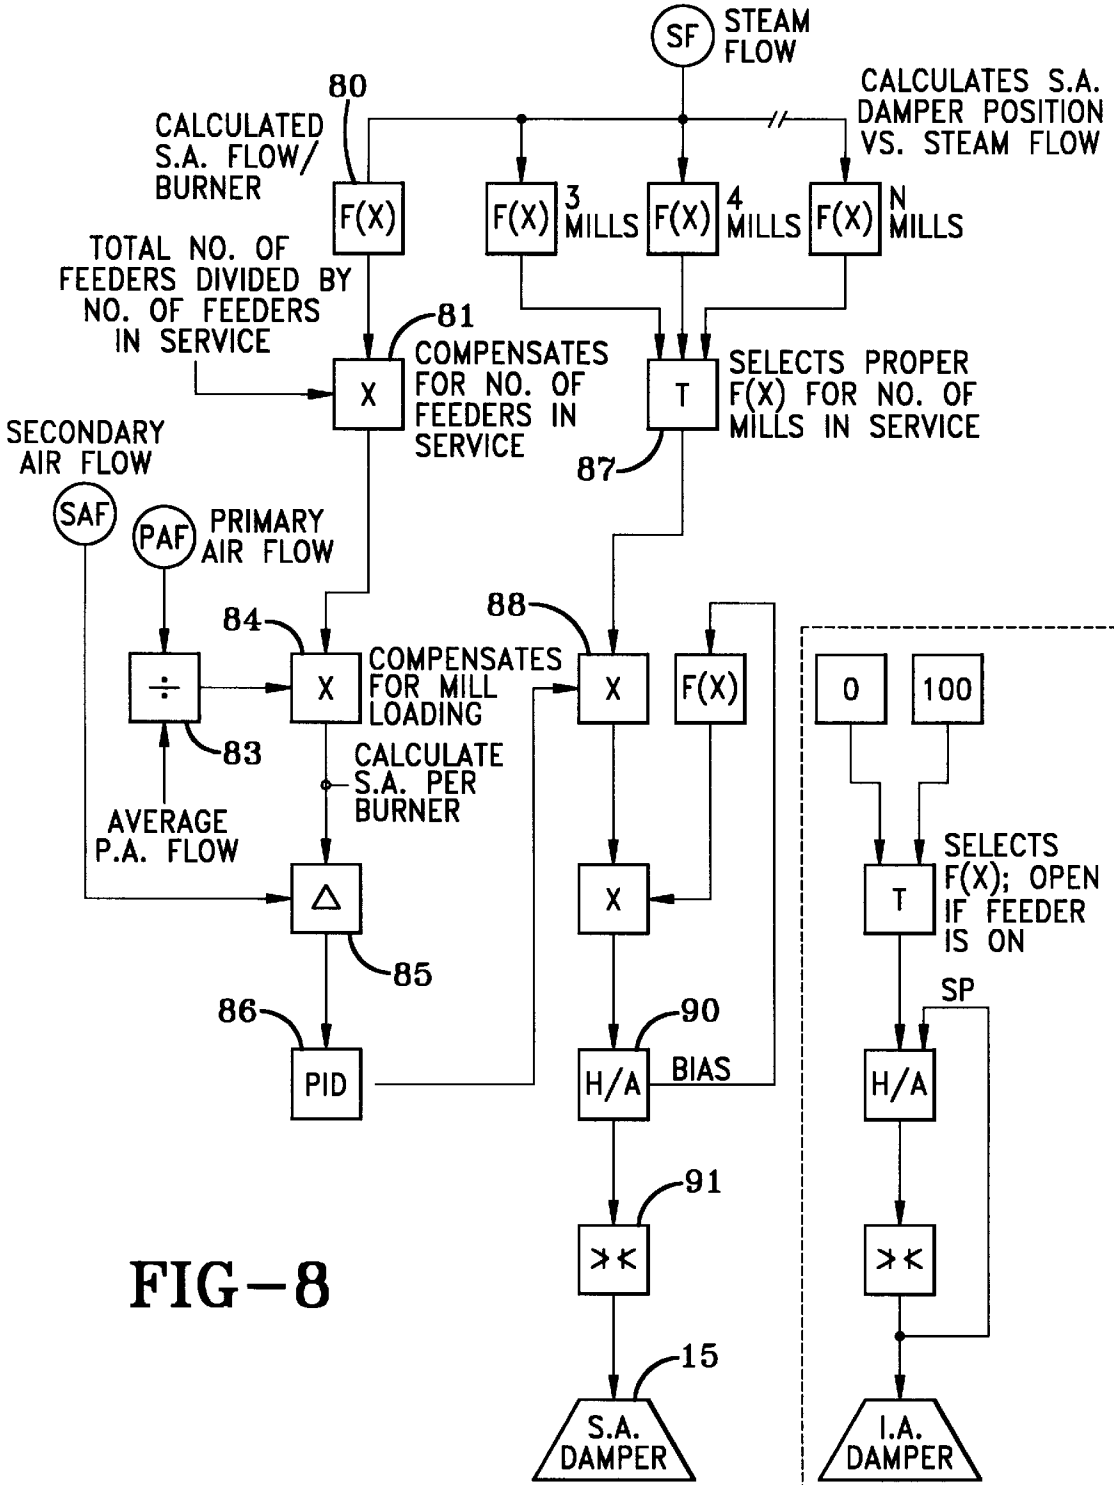 SF
STEAM
FLOW
80
CALCULATES S.A.
DAMPER POSITION
VS. STEAM FLOW
CALCULATED
S.A. FLOW/
BURNER
F(X)
F(X)
3
MILLS
F(X)
4
MILLS
F(X)
N
MILLS
TOTAL NO. OF
FEEDERS DIVIDED BY
NO. OF FEEDERS
IN SERVICE
81
X
COMPENSATES
FOR NO. OF
FEEDERS IN
SERVICE
T
SELECTS PROPER
F(X) FOR NO. OF
MILLS IN SERVICE
87
SECONDARY
AIR FLOW
SAF
PAF
PRIMARY
AIR FLOW
84
88
÷
X
COMPENSATES
FOR MILL
LOADING
X
F(X)
0
100
83
CALCULATE
S.A. PER
BURNER
AVERAGE
P.A. FLOW
△
X
T
SELECTS
F(X); OPEN
IF FEEDER
IS ON
85
86
90
SP
PID
H/A
BIAS
H/A
91
≯≮
≯≮
FIG-8
15
S.A.
DAMPER
I.A.
DAMPER